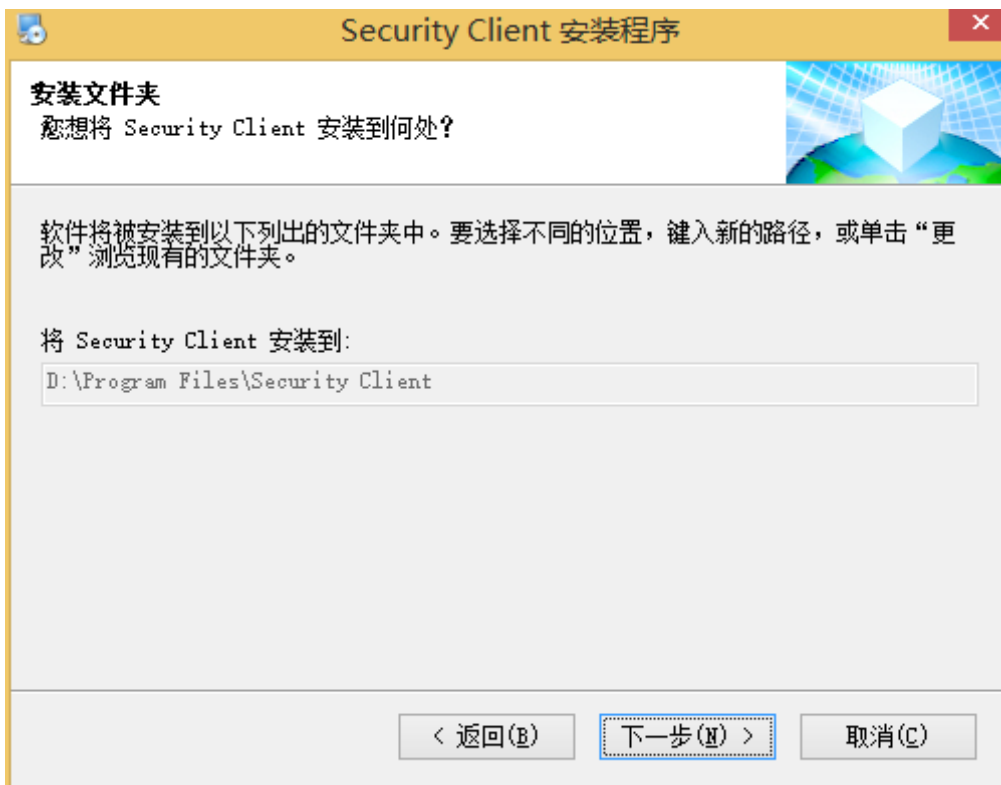 Security Client 安装程序
安装文件夹
您想将 Security Client 安装到何处?
软件将被安装到以下列出的文件夹中。要选择不同的位置，键入新的路径，或单击“更
改”浏览现有的文件夹。
将 Security Client 安装到:
D:\Program Files\Security Client
< 返回(B)
下一步(N) >
取消(C)